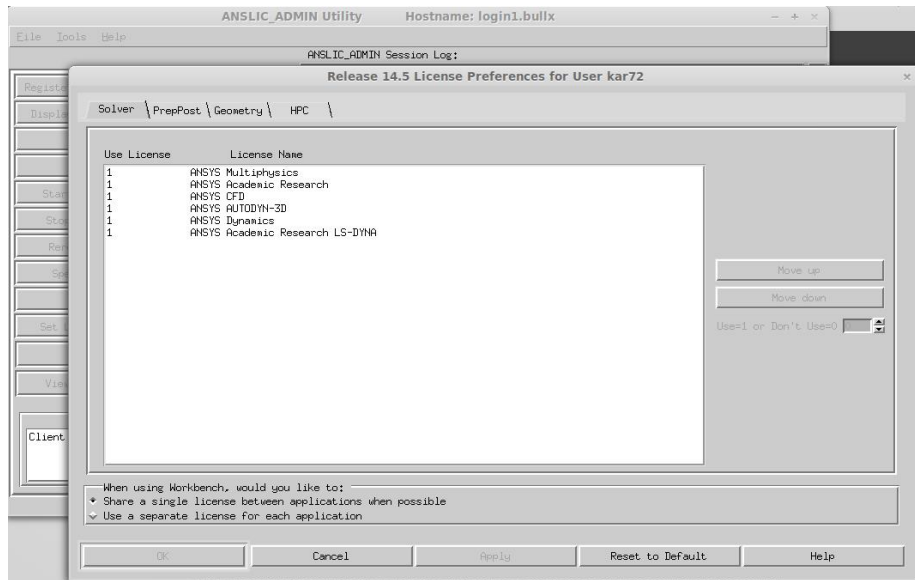 ANSLIC_ADMIN Utility Hostname: login1.bullx
File Tools Help
ANSLIC_ADMIN Session Log:
Release 14.5 License Preferences for User kar72
Solver PrepPost Geometry HPC
Use License License Name
1 ANSYS Multiphysics
1 ANSYS Academic Research
1 ANSYS CFD
1 ANSYS AUTODYN-3D
1 ANSYS Dynamics
1 ANSYS Academic Research LS-DYNA
Move up
Move down
Use=1 or Don't Use=0
Set
Client
When using Workbench, would you like to:
Share a single license between applications when possible
Use a separate license for each application
OK Cancel Apply Reset to Default Help